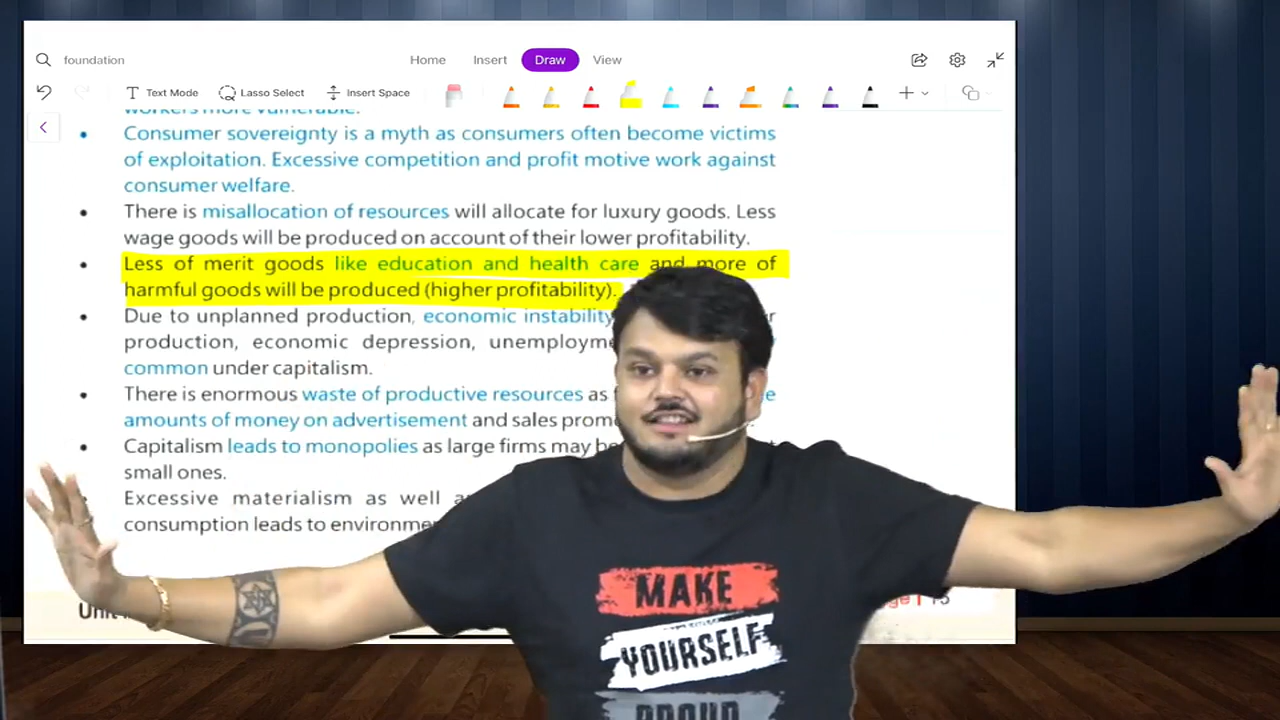 foundation
Home Insert Draw View
Text Mode Lasso Select Insert Space
workers more vulnerable.
• Consumer sovereignty is a myth as consumers often become victims
of exploitation. Excessive competition and profit motive work against
consumer welfare.
• There is misallocation of resources will allocate for luxury goods. Less
wage goods will be produced on account of their lower profitability.
• Less of merit goods like education and health care and more of
harmful goods will be produced (higher profitability).
• Due to unplanned production, economic instability
production, economic depression,
common under capitalism.
• There is enormous waste of productive resources as
amounts of money on advertisement and sales
• Capitalism leads to monopolies as large firms may
small ones.
• Excessive materialism as well
consumption leads to
15
MAKE
YOURSELF
PROUD